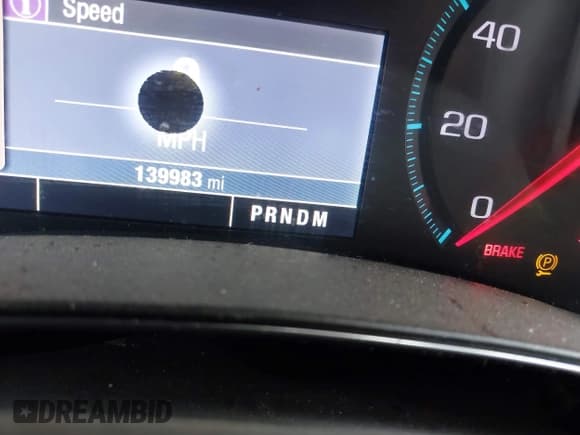 Speed
MPH
139983 mi
PRNDM
40
20
0
BRAKE
P
DREAMBID